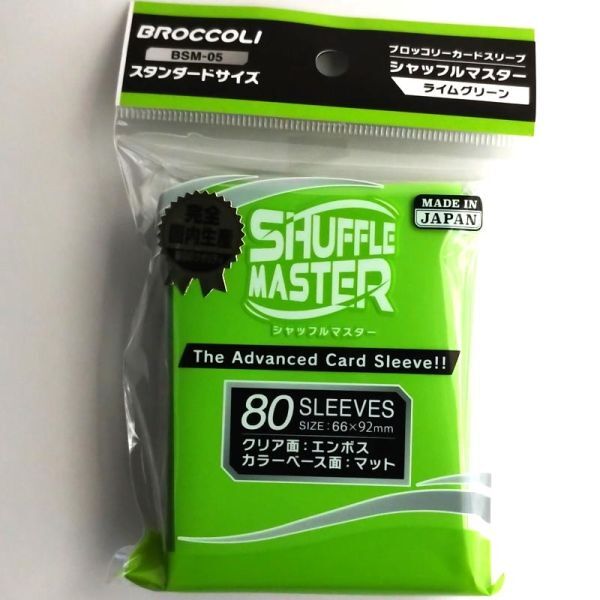 BROCCOLI
BSM-05
スタンダードサイズ
ブロッコリーカードスリーブ
シャッフルマスター
ライムグリーン
MADE IN
JAPAN
完全
国内生産
SHUFFLE
MASTER
シャッフルマスター
The Advanced Card Sleeve!!
80 SLEEVES
SIZE:66×92mm
クリア面:エンボス
カラーベース面:マット